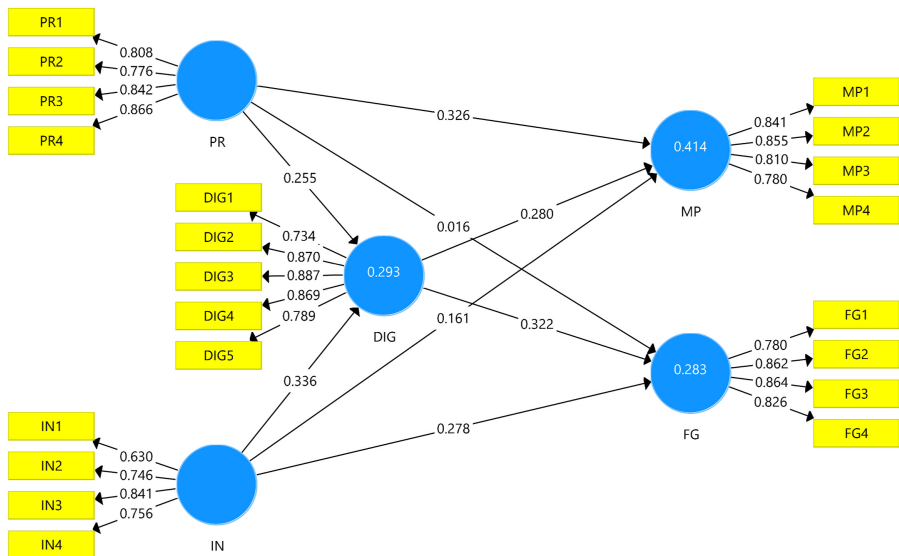 PR1
PR2
PR3
PR4
0.808
0.776
0.842
0.866
PR
0.326
0.255
0.016
DIG1
DIG2
DIG3
DIG4
DIG5
0.734
0.870
0.887
0.869
0.789
0.293
DIG
0.280
0.322
0.161
0.336
0.278
IN1
IN2
IN3
IN4
0.630
0.746
0.841
0.756
IN
0.414
MP
0.841
0.855
0.810
0.780
MP1
MP2
MP3
MP4
0.283
FG
0.780
0.862
0.864
0.826
FG1
FG2
FG3
FG4